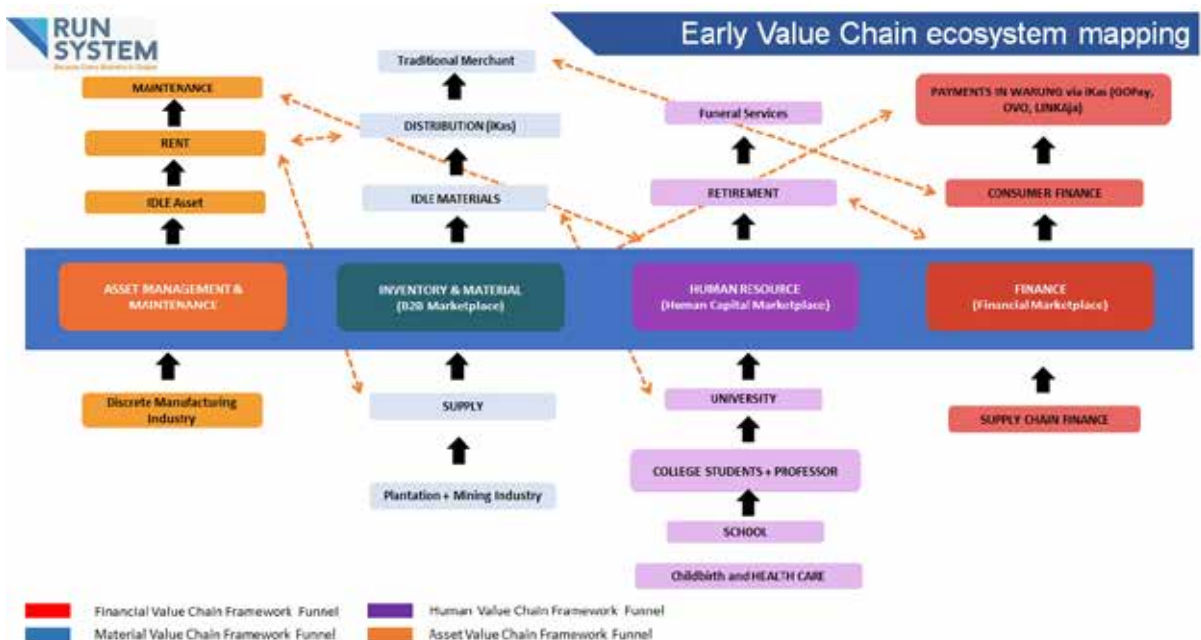 RUN
SYSTEM
Early Value Chain ecosystem mapping
Traditional Merchant
MAINTENANCE
PAYMENTS IN WARUNG via iKas (GOPay,
OVO, LINKAja)
Funeral Services
DISTRIBUTION (iKas)
RENT
IDLE Asset
IDLE MATERIALS
RETIREMENT
CONSUMER FINANCE
ASSET MANAGEMENT &
MAINTENANCE
INVENTORY & MATERIAL
(B2B Marketplace)
HUMAN RESOURCE
(Human Capital Marketplace)
FINANCE
(Financial Marketplace)
Discrete Manufacturing
Industry
SUPPLY
UNIVERSITY
SUPPLY CHAIN FINANCE
COLLEGE STUDENTS + PROFESSOR
Plantation + Mining Industry
SCHOOL
Childbirth and HEALTH CARE
Financial Value Chain Framework Funnel
Human Value Chain Framework Funnel
Material Value Chain Framework Funnel
Asset Value Chain Framework Funnel